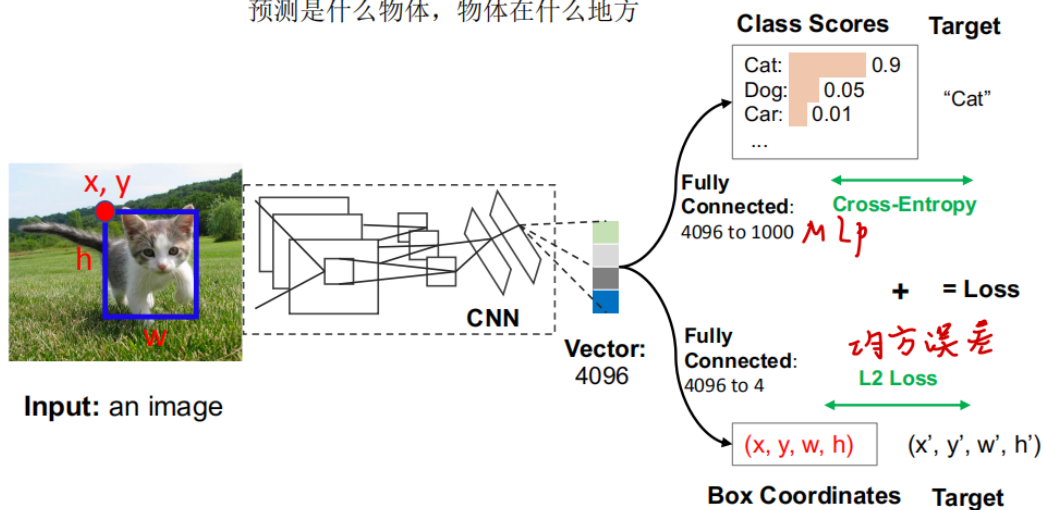 预测是什么物体，物体在什么地方
Class Scores
Target
Cat: 0.9
Dog: 0.05
Car: 0.01
...
“Cat”
x, y
h
w
Input: an image
CNN
Vector:
4096
Fully
Connected:
4096 to 1000
MLp
Cross-Entropy
+ = Loss
均方误差
L2 Loss
Fully
Connected:
4096 to 4
(x, y, w, h)
(x’, y’, w’, h’)
Box Coordinates
Target